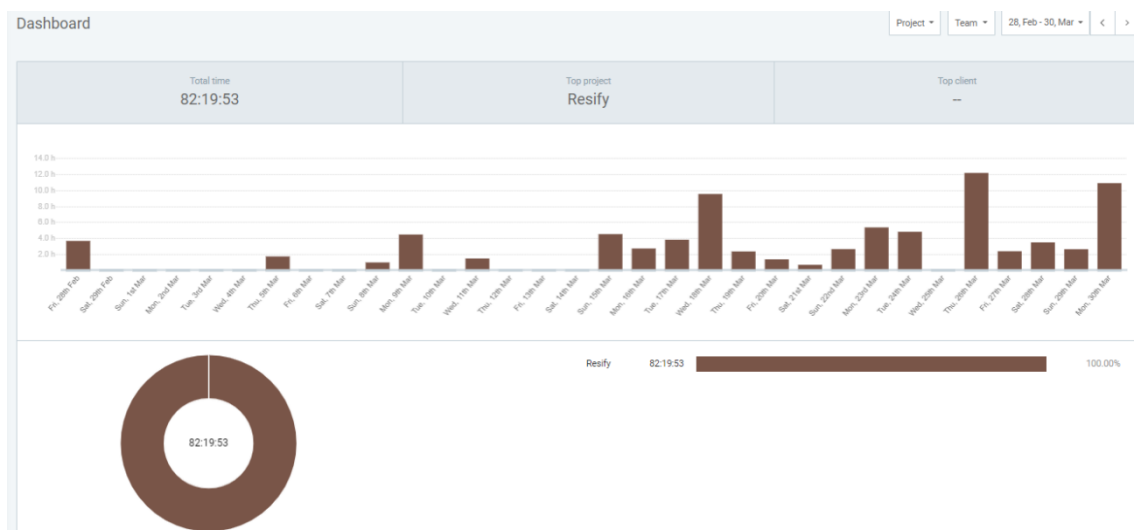 Dashboard
Project
Team
28, Feb - 30, Mar
Total time
82:19:53
Top project
Resify
Top client
--
14.0 h
12.0 h
10.0 h
8.0 h
6.0 h
4.0 h
2.0 h
Fri, 28th Feb
Sat, 29th Feb
Sun, 1st Mar
Mon, 2nd Mar
Tue, 3rd Mar
Wed, 4th Mar
Thu, 5th Mar
Fri, 6th Mar
Sat, 7th Mar
Sun, 8th Mar
Mon, 9th Mar
Tue, 10th Mar
Wed, 11th Mar
Thu, 12th Mar
Fri, 13th Mar
Sat, 14th Mar
Sun, 15th Mar
Mon, 16th Mar
Tue, 17th Mar
Wed, 18th Mar
Thu, 19th Mar
Fri, 20th Mar
Sat, 21st Mar
Sun, 22nd Mar
Mon, 23rd Mar
Tue, 24th Mar
Wed, 25th Mar
Thu, 26th Mar
Fri, 27th Mar
Sat, 28th Mar
Sun, 29th Mar
Mon, 30th Mar
Resify 82:19:53 100.00%
82:19:53